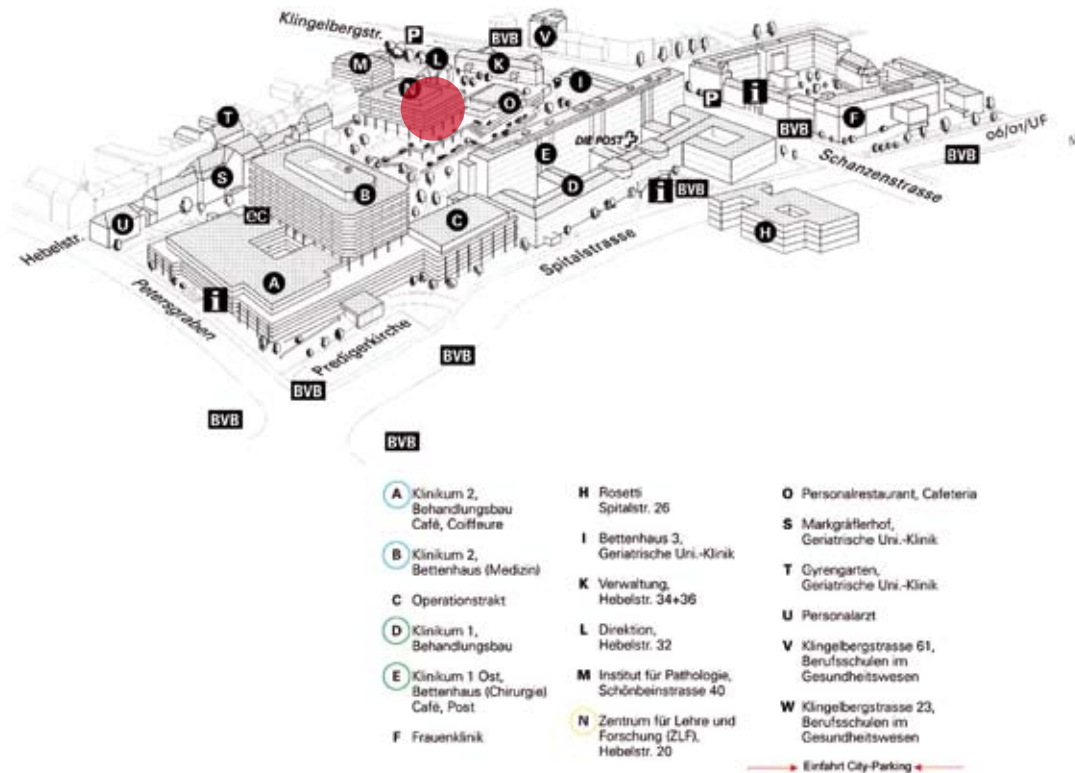 Klingelbergstr.
P
BVB
V
M
L
K
N
I
O
T
P
i
F
06/01/UF
DIE POST
BVB
Schanzenstrasse
BVB
E
S
B
D
i
BVB
U
ec
C
H
Hebelstr.
Spitalstrasse
A
i
Petersgraben
Predigerkirche
BVB
BVB
BVB
BVB
A Klinikum 2,
Behandlungsbau
Café, Coiffeure
B Klinikum 2,
Bettenhaus (Medizin)
C Operationstrakt
D Klinikum 1,
Behandlungsbau
E Klinikum 1 Ost,
Bettenhaus (Chirurgie)
Café, Post
F Frauenklinik
H Rosetti
Spitalstr. 26
I Bettenhaus 3,
Geriatrische Uni.-Klinik
K Verwaltung,
Hebelstr. 34+36
L Direktion,
Hebelstr. 32
M Institut für Pathologie,
Schönbeinstrasse 40
N Zentrum für Lehre und
Forschung (ZLF),
Hebelstr. 20
O Personalrestaurant, Cafeteria
S Markgräflerhof,
Geriatrische Uni.-Klinik
T Gyrengarten,
Geriatrische Uni.-Klinik
U Personalarzt
V Klingelbergstrasse 61,
Berufsschulen im
Gesundheitswesen
W Klingelbergstrasse 23,
Berufsschulen im
Gesundheitswesen
Einfahrt City-Parking